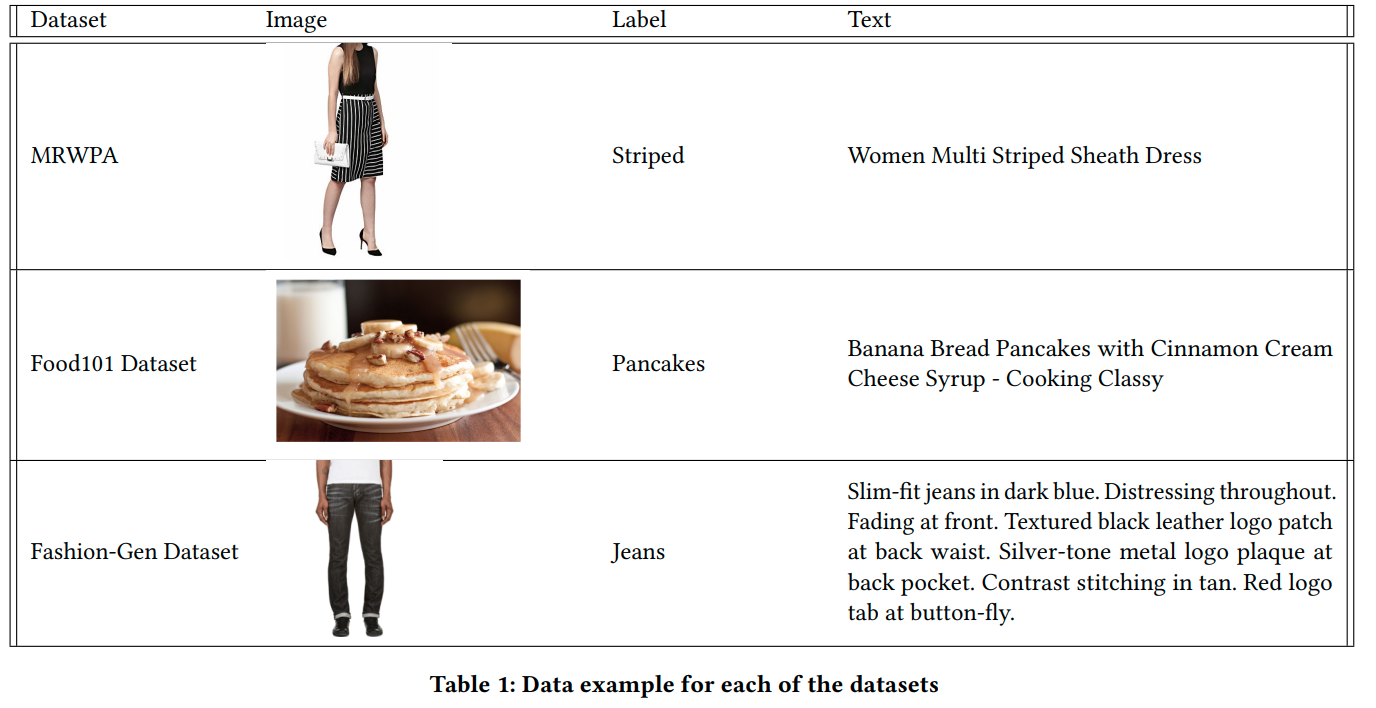 Dataset Image Label Text
MRWPA Striped Women Multi Striped Sheath Dress
Food101 Dataset Pancakes Banana Bread Pancakes with Cinnamon Cream
Cheese Syrup - Cooking Classy
Fashion-Gen Dataset Jeans Slim-fit jeans in dark blue. Distressing throughout.
Fading at front. Textured black leather logo patch
at back waist. Silver-tone metal logo plaque at
back pocket. Contrast stitching in tan. Red logo
tab at button-fly.
Table 1: Data example for each of the datasets